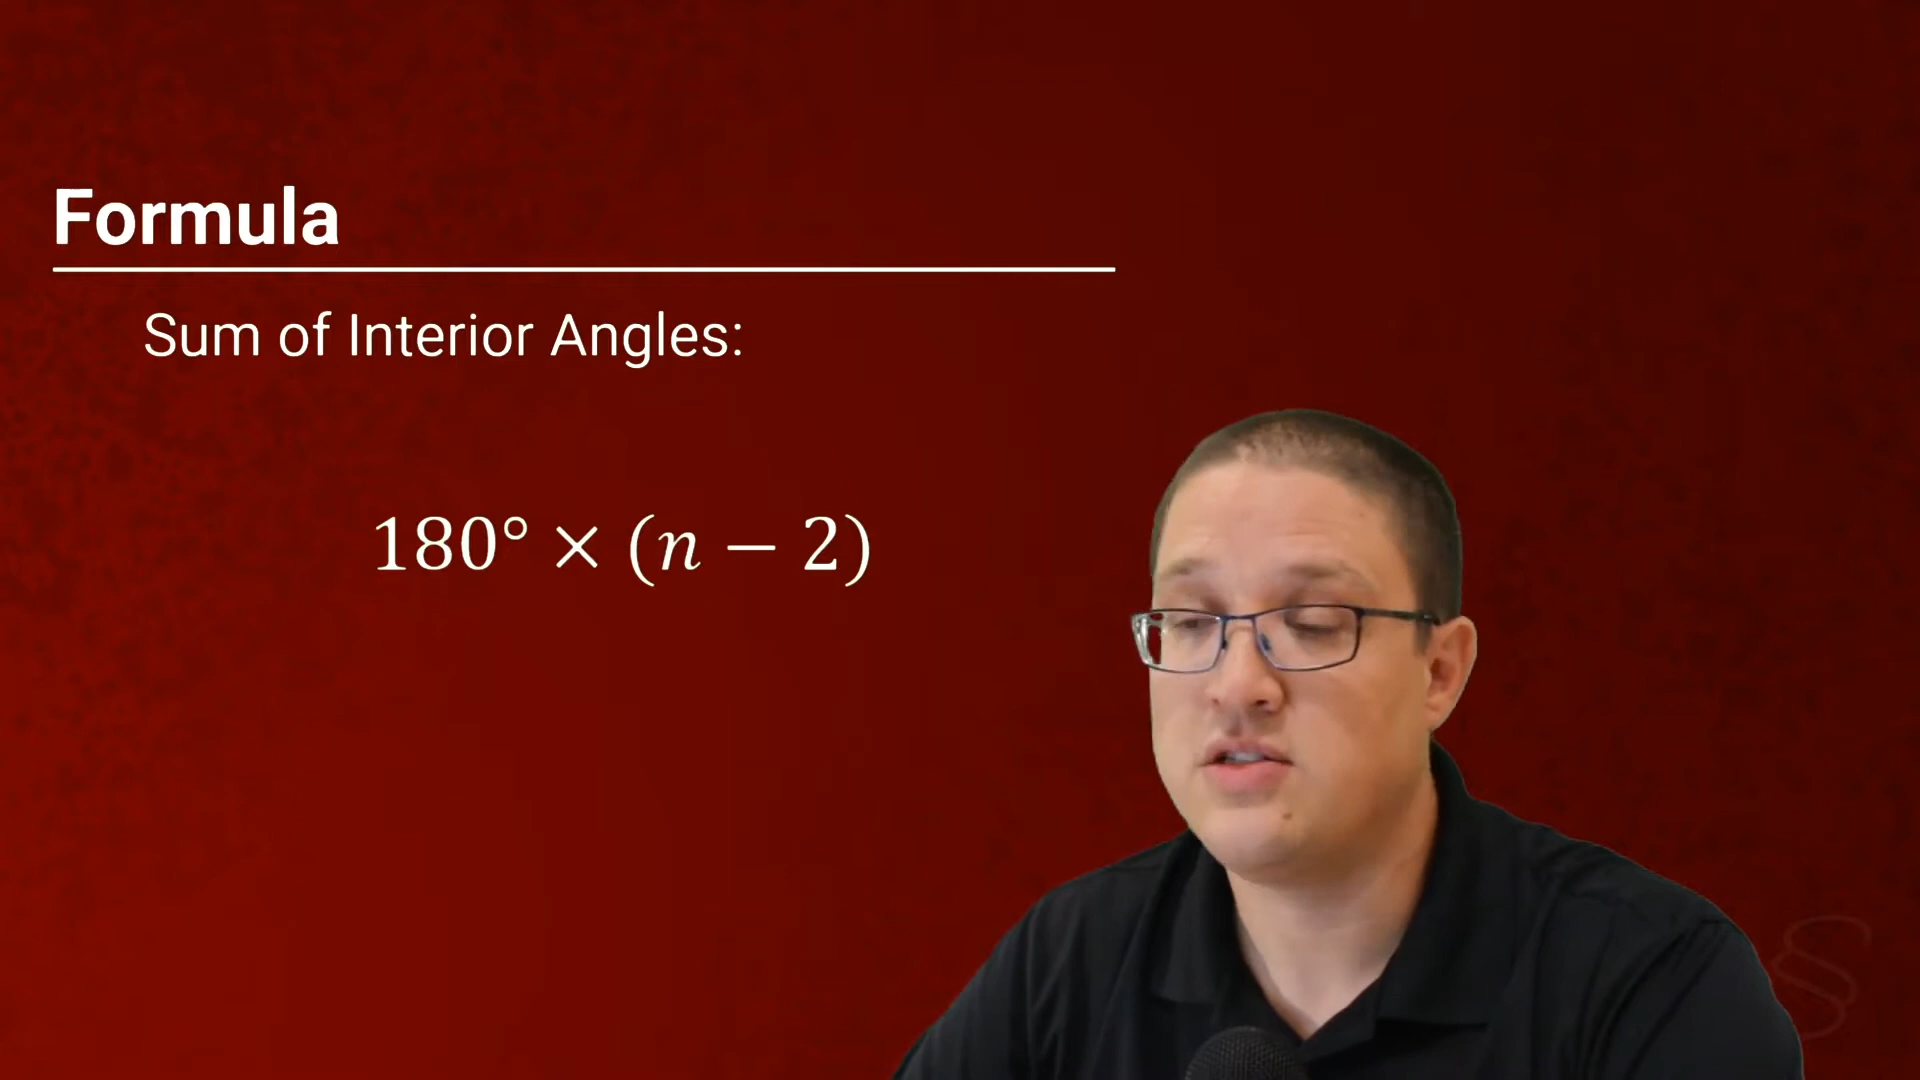 Formula
Sum of Interior Angles:
180° × (n − 2)